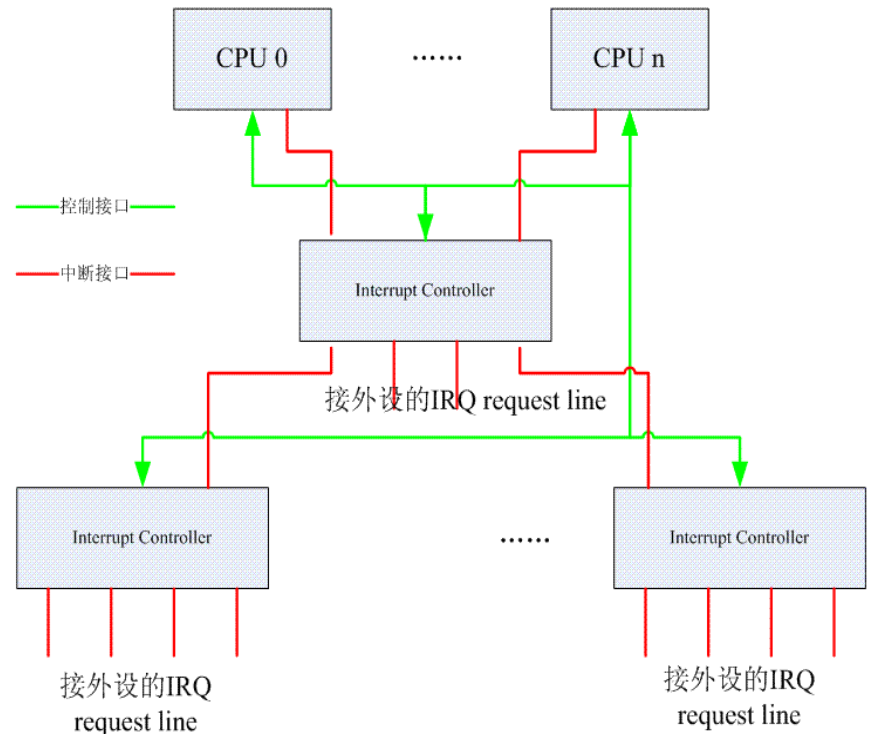 CPU 0
……
CPU n
控制接口
中断接口
Interrupt Controller
接外设的IRQ request line
Interrupt Controller
……
Interrupt Controller
接外设的IRQ
request line
接外设的IRQ
request line